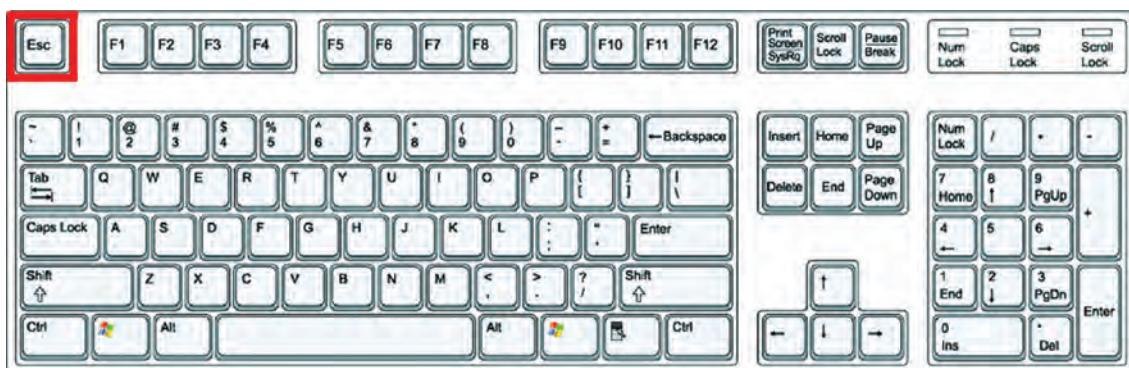 Esc F1 F2 F3 F4 F5 F6 F7 F8 F9 F10 F11 F12 Print Screen SysRq Scroll Lock Pause Break Num Lock Caps Lock Scroll Lock
~ ` ! 1 @ 2 # 3 $ 4 % 5 ^ 6 & 7 * 8 ( 9 ) 0 - + = ←Backspace Insert Home Page Up Num Lock / -
Tab Q W E R T Y U I O P { [ } ] | \ Delete End Page Down 7 Home 8 ↑ 9 PgUp +
Caps Lock A S D F G H J K L : ; " ' Enter 4 ← 5 6 →
Shift ⇧ Z X C V B N M < , > . ? / Shift ⇧ ↑ 1 End 2 ↓ 3 PgDn Enter
Ctrl Alt Alt Ctrl ← ↓ → 0 Ins . Del